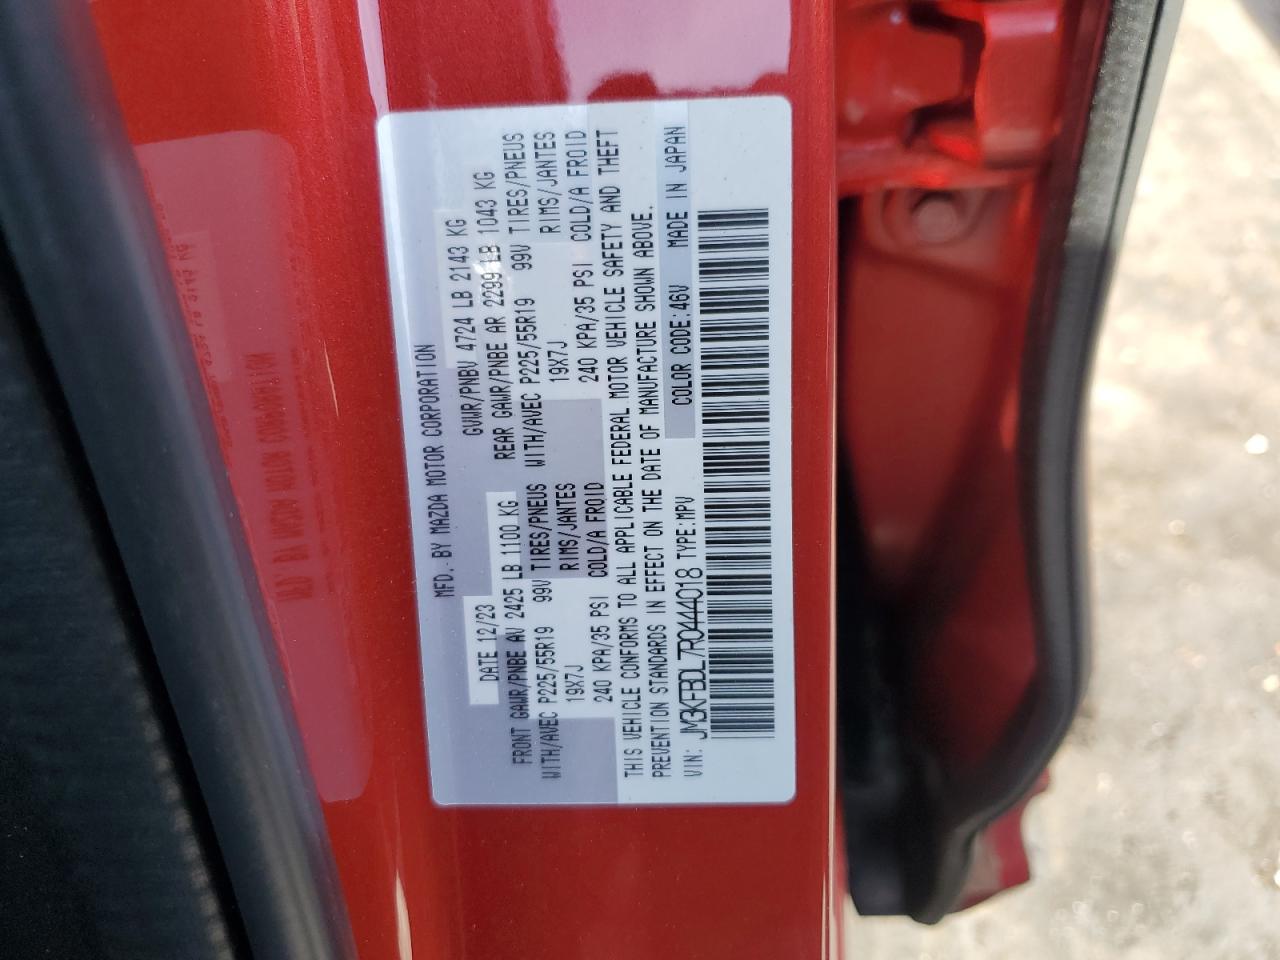 MFD. BY MAZDA MOTOR CORPORATION
DATE 12/23 GVWR/PNBV 4724 LB 2143 KG
FRONT GAWR/PNBE AV 2425 LB 1100 KG REAR GAWR/PNBE AR 2299 LB 1043 KG
WITH/AVEC P225/55R19 99V TIRES/PNEUS WITH/AVEC P225/55R19 99V TIRES/PNEUS
19X7J RIMS/JANTES 19X7J RIMS/JANTES
240 KPA/35 PSI COLD/A FROID 240 KPA/35 PSI COLD/A FROID
THIS VEHICLE CONFORMS TO ALL APPLICABLE FEDERAL MOTOR VEHICLE SAFETY AND THEFT
PREVENTION STANDARDS IN EFFECT ON THE DATE OF MANUFACTURE SHOWN ABOVE.
COLOR CODE:46V MADE IN JAPAN
VIN: JM3KFBDL7R0444018 TYPE:MPV